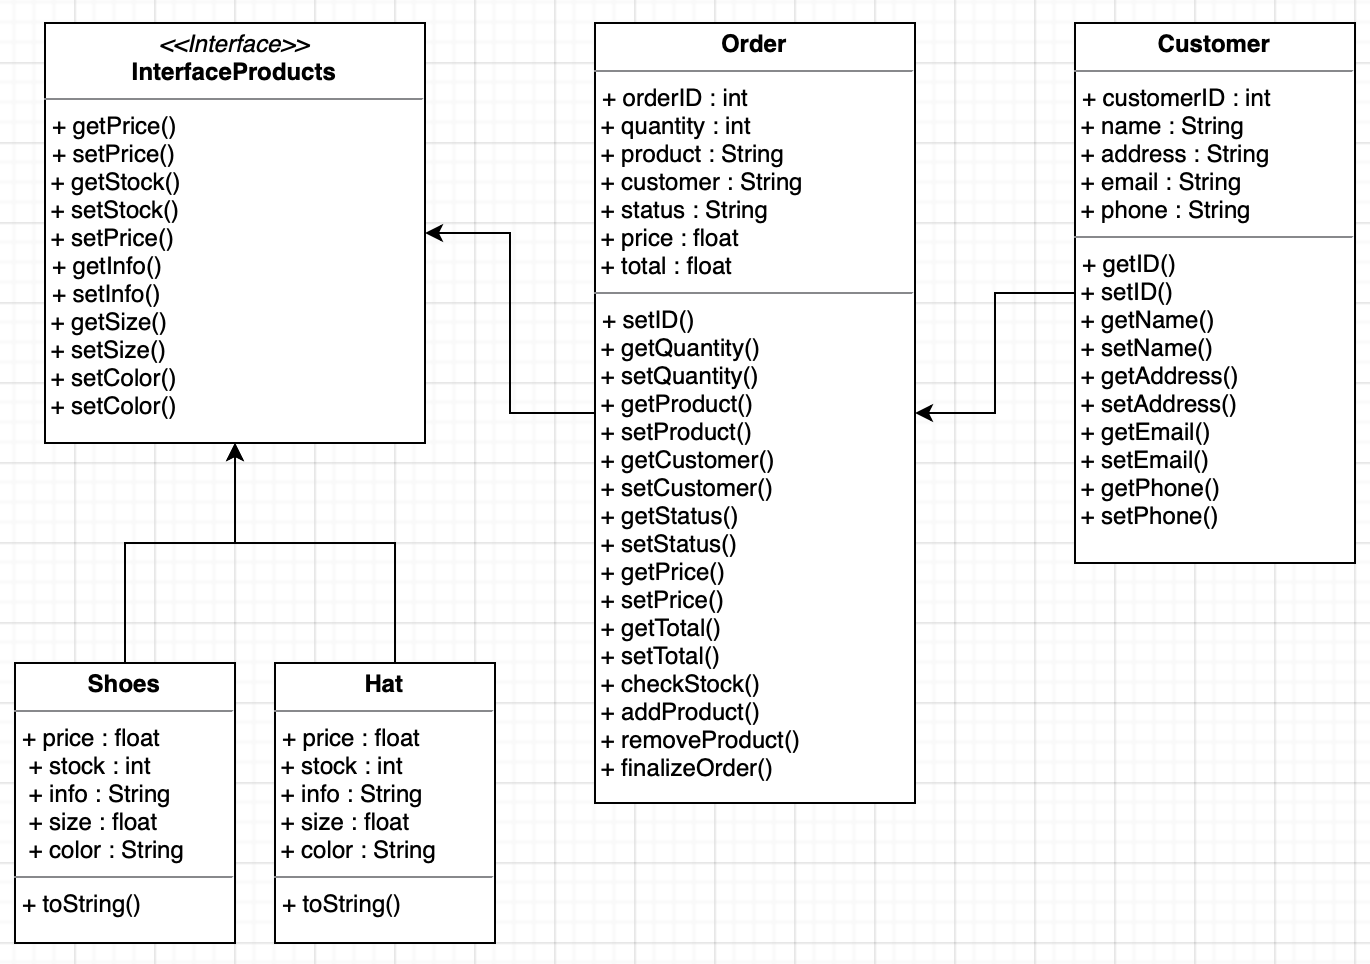 <<Interface>>
InterfaceProducts
+ getPrice()
+ setPrice()
+ getStock()
+ setStock()
+ setPrice()
+ getInfo()
+ setInfo()
+ getSize()
+ setSize()
+ setColor()
+ setColor()
Order
+ orderID : int
+ quantity : int
+ product : String
+ customer : String
+ status : String
+ price : float
+ total : float
+ setID()
+ getQuantity()
+ setQuantity()
+ getProduct()
+ setProduct()
+ getCustomer()
+ setCustomer()
+ getStatus()
+ setStatus()
+ getPrice()
+ setPrice()
+ getTotal()
+ setTotal()
+ checkStock()
+ addProduct()
+ removeProduct()
+ finalizeOrder()
Customer
+ customerID : int
+ name : String
+ address : String
+ email : String
+ phone : String
+ getID()
+ setID()
+ getName()
+ setName()
+ getAddress()
+ setAddress()
+ getEmail()
+ setEmail()
+ getPhone()
+ setPhone()
Shoes
+ price : float
+ stock : int
+ info : String
+ size : float
+ color : String
+ toString()
Hat
+ price : float
+ stock : int
+ info : String
+ size : float
+ color : String
+ toString()